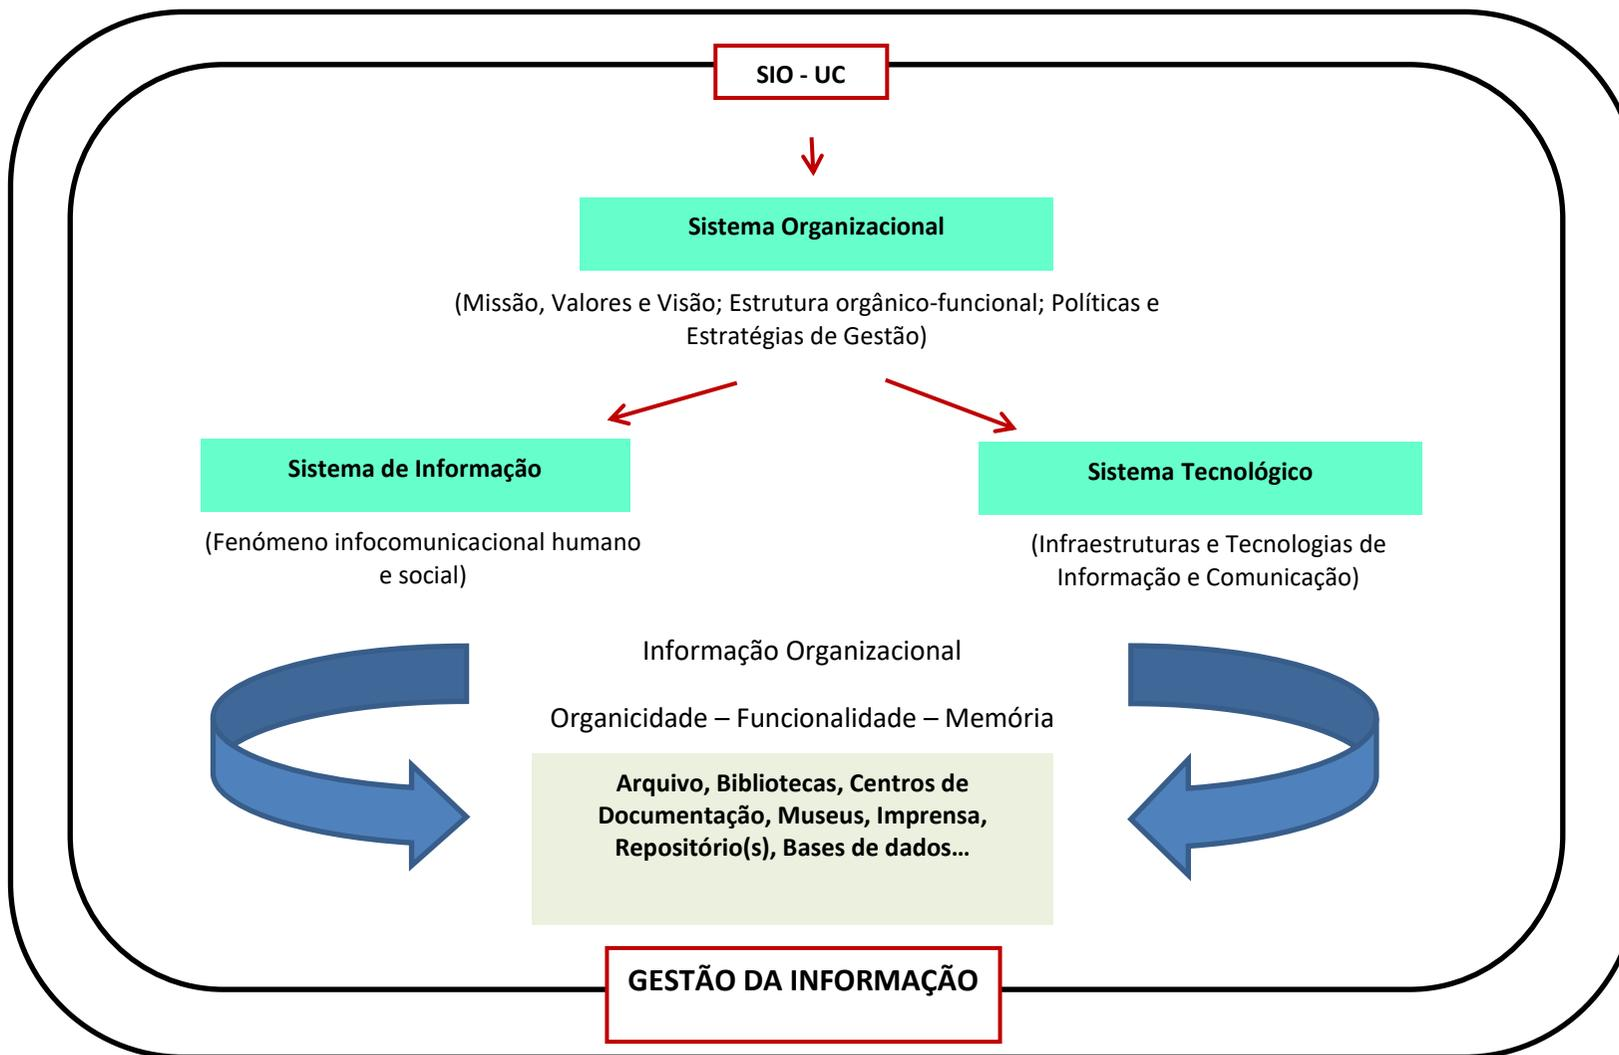 SIO - UC
Sistema Organizacional
(Missão, Valores e Visão; Estrutura orgânico-funcional; Políticas e
Estratégias de Gestão)
Sistema de Informação
(Fenómeno infocomunicacional humano
e social)
Sistema Tecnológico
(Infraestruturas e Tecnologias de
Informação e Comunicação)
Informação Organizacional
Organicidade – Funcionalidade – Memória
Arquivo, Bibliotecas, Centros de
Documentação, Museus, Imprensa,
Repositório(s), Bases de dados...
GESTÃO DA INFORMAÇÃO